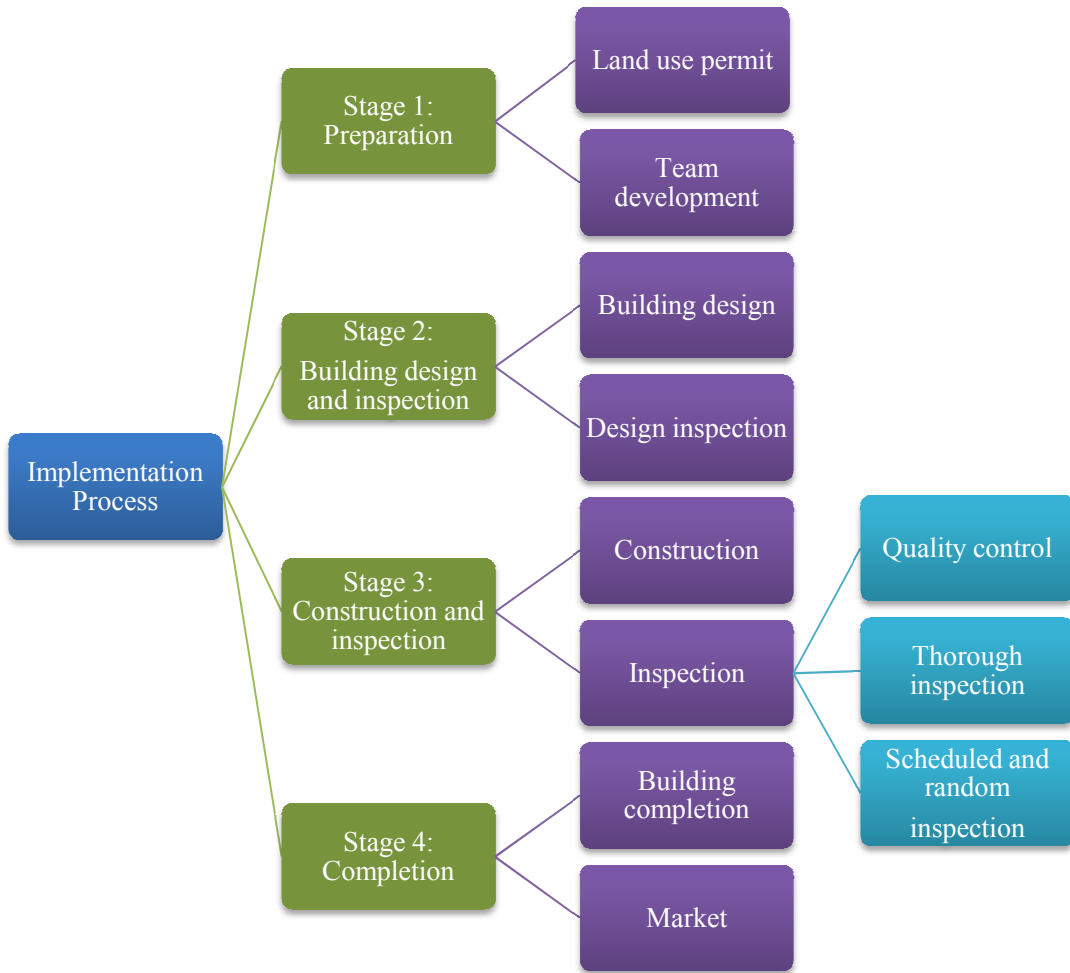 Implementation
Process
Stage 1:
Preparation
Land use permit
Team
development
Stage 2:
Building design
and inspection
Building design
Design inspection
Stage 3:
Construction and
inspection
Construction
Inspection
Quality control
Thorough
inspection
Scheduled and
random
inspection
Stage 4:
Completion
Building
completion
Market